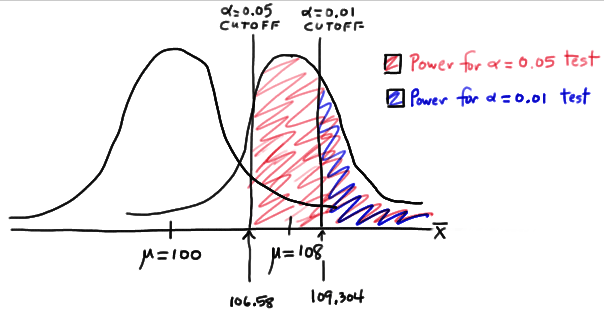 α=0.05
CUTOFF
α=0.01
CUTOFF
Power for α=0.05 test
Power for α=0.01 test
X̅
μ=100
μ=108
106.58
109.304